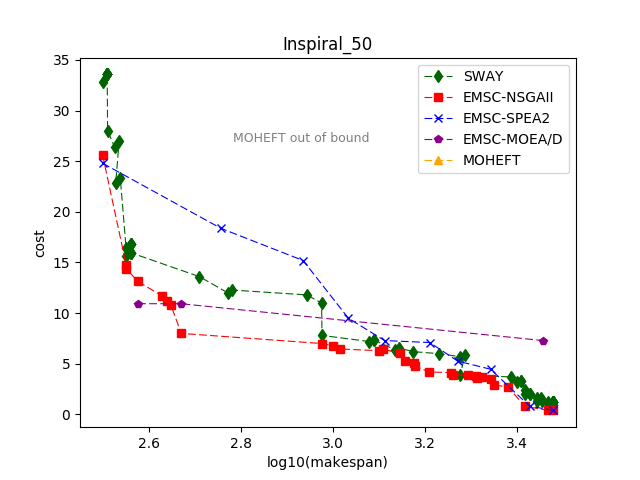 Inspiral_50
35
30
25
20
15
10
5
0
cost
MOHEFT out of bound
SWAY
EMSC-NSGAII
EMSC-SPEA2
EMSC-MOEA/D
MOHEFT
2.6 2.8 3.0 3.2 3.4
log10(makespan)